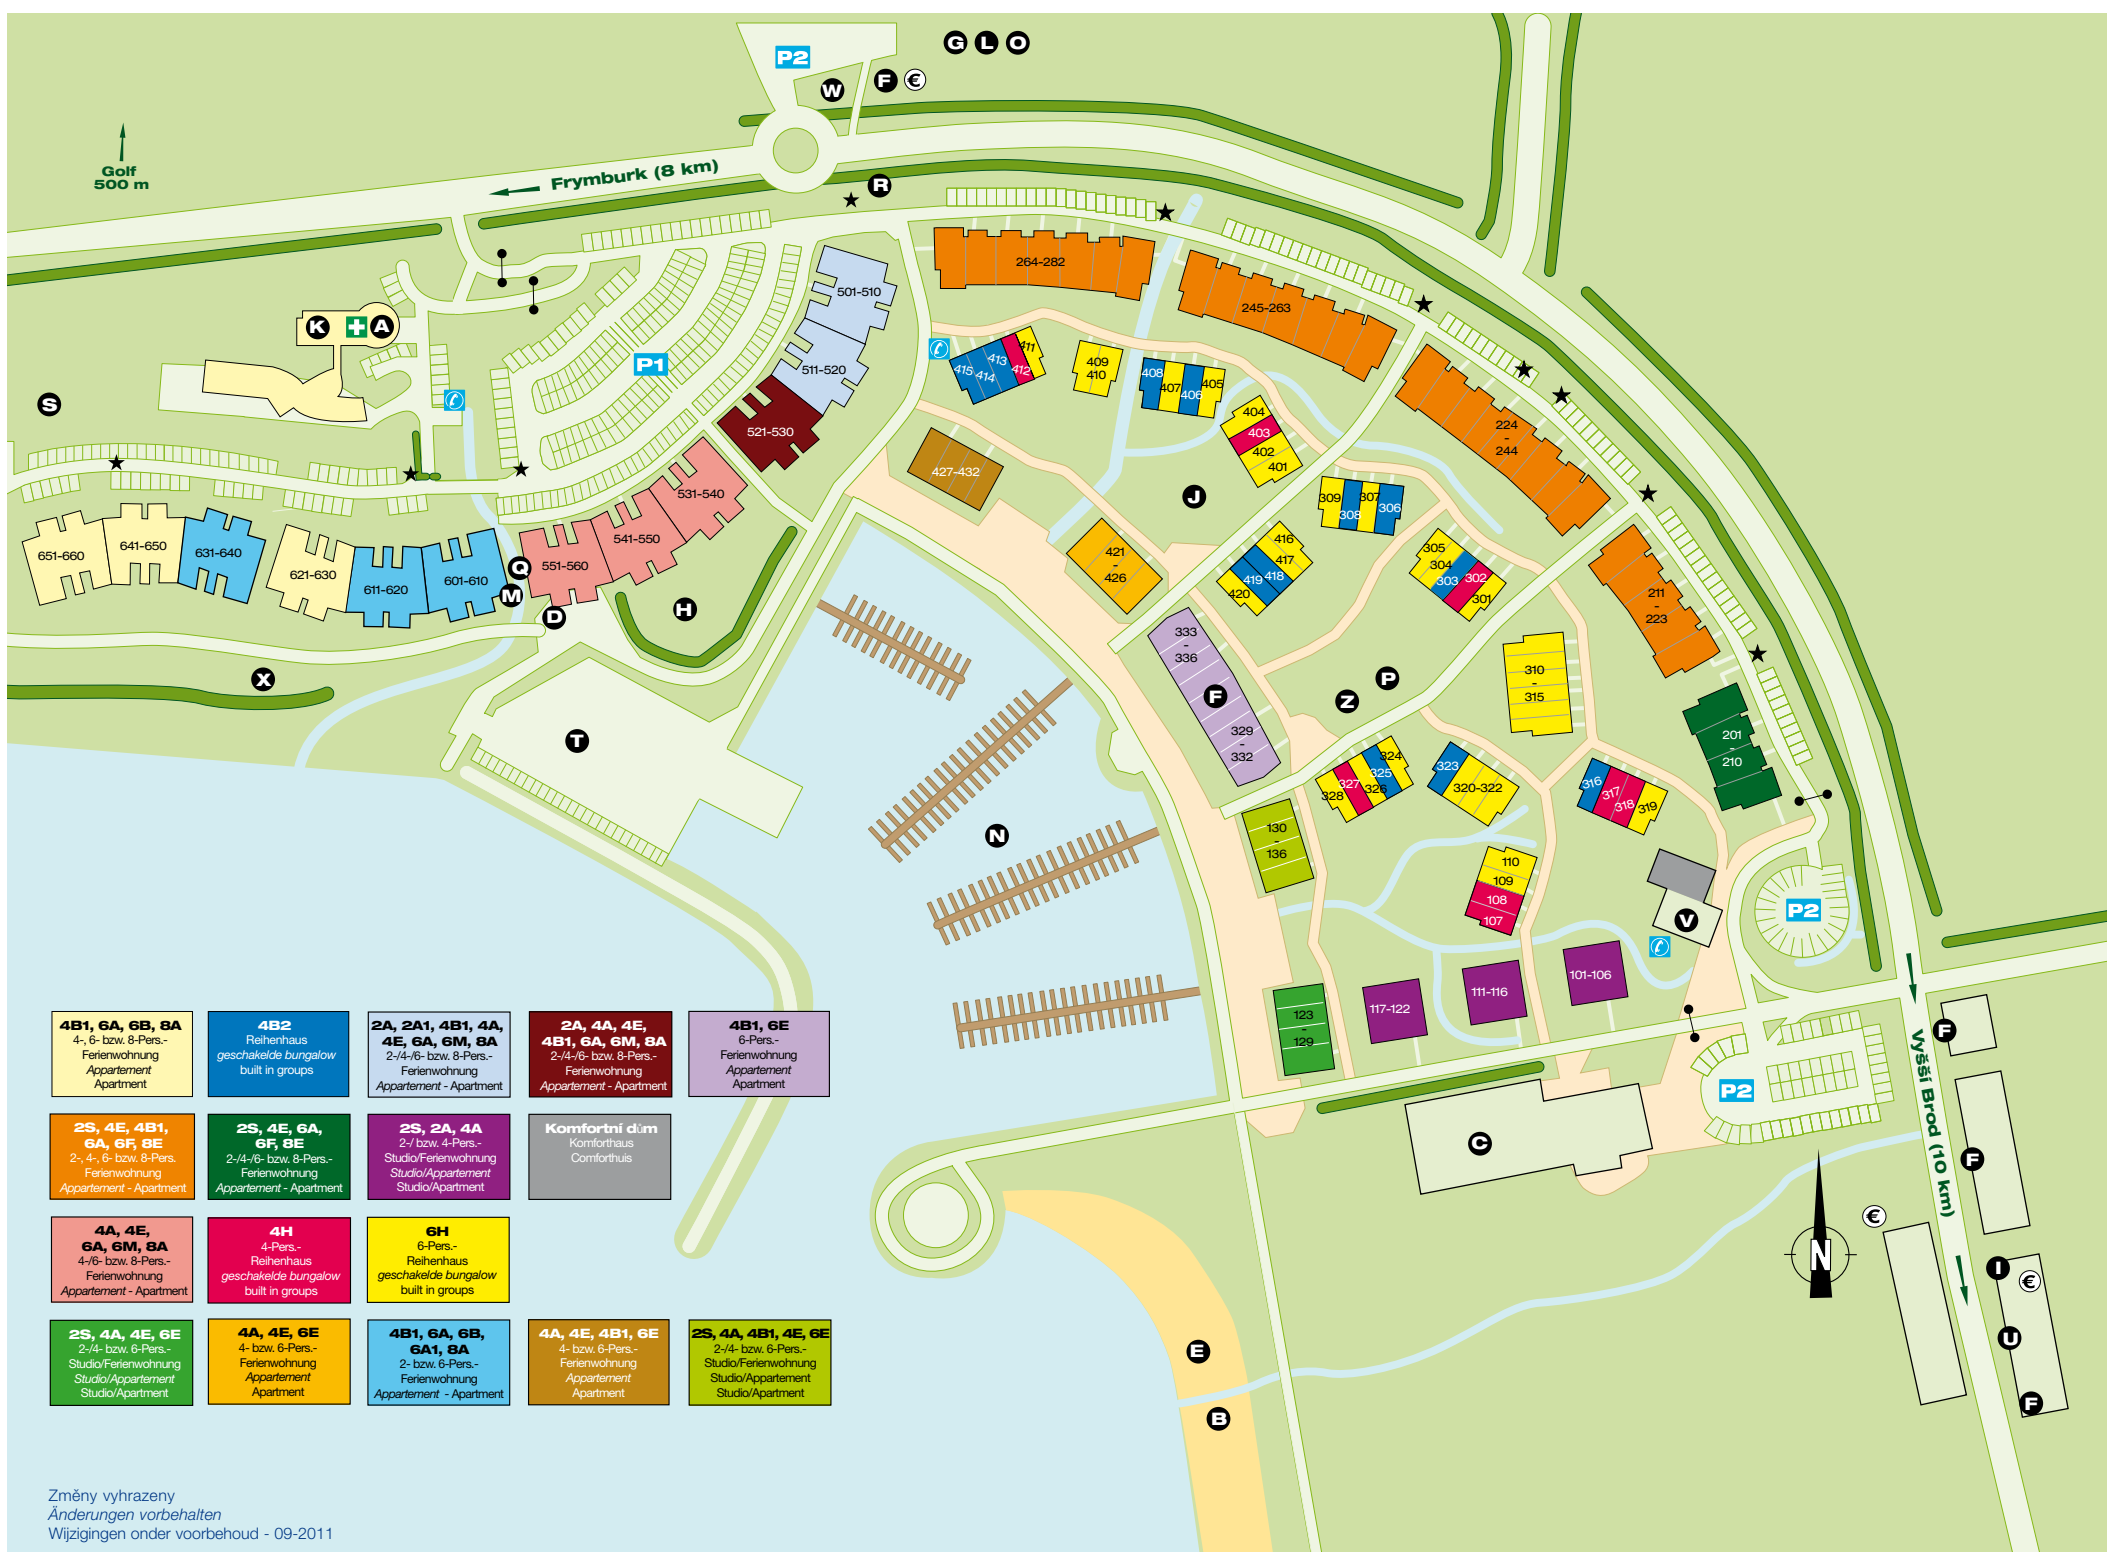 P2
G L O
W
F €
Golf
500 m
Frymburk (8 km)
R
264-282
245-263
501-510
511-520
521-530
531-540
541-550
551-560
K A
P1
S
415
414
413
412
411
409
410
408
407
406
405
404
403
402
401
224
-
244
427-432
J
309
308
307
306
421
-
426
416
417
418
419
420
305
304
303
302
301
211
-
223
651-660
641-650
631-640
621-630
611-620
601-610
Q
M
D
H
X
T
N
333
-
336
F
329
-
332
P
Z
310
-
315
201
-
210
324
325
326
327
328
323
320-322
316
317
318
319
130
-
136
110
109
108
107
V
P2
101-106
111-116
117-122
123
-
129
P2
C
F
F
Vyšší Brod (10 km)
€
I
€
U
F
N
E
B
4B1, 6A, 6B, 8A
4-, 6- bzw. 8-Pers.-
Ferienwohnung
Appartement
Apartment
4B2
Reihenhaus
geschakelde bungalow
built in groups
2A, 2A1, 4B1, 4A,
4E, 6A, 6M, 8A
2-/4-/6- bzw. 8-Pers.-
Ferienwohnung
Appartement - Apartment
2A, 4A, 4E,
4B1, 6A, 6M, 8A
2-/4-/6- bzw. 8-Pers.-
Ferienwohnung
Appartement - Apartment
4B1, 6E
6-Pers.-
Ferienwohnung
Appartement
Apartment
2S, 4E, 4B1,
6A, 6F, 8E
2-, 4-, 6- bzw. 8-Pers.
Ferienwohnung
Appartement - Apartment
2S, 4E, 6A,
6F, 8E
2-/4-/6- bzw. 8-Pers.-
Ferienwohnung
Appartement - Apartment
2S, 2A, 4A
2-/ bzw. 4-Pers.-
Studio/Ferienwohnung
Studio/Appartement
Studio/Apartment
Komfortní dům
Komforthaus
Comforthuis
4A, 4E,
6A, 6M, 8A
4-/6- bzw. 8-Pers.-
Ferienwohnung
Appartement - Apartment
4H
4-Pers.-
Reihenhaus
geschakelde bungalow
built in groups
6H
6-Pers.-
Reihenhaus
geschakelde bungalow
built in groups
2S, 4A, 4E, 6E
2-/4- bzw. 6-Pers.-
Studio/Ferienwohnung
Studio/Appartement
Studio/Apartment
4A, 4E, 6E
4- bzw. 6-Pers.-
Ferienwohnung
Appartement
Apartment
4B1, 6A, 6B,
6A1, 8A
2- bzw. 6-Pers.-
Ferienwohnung
Appartement - Apartment
4A, 4E, 4B1, 6E
4- bzw. 6-Pers.-
Ferienwohnung
Appartement
Apartment
2S, 4A, 4B1, 4E, 6E
2-/4- bzw. 6-Pers.-
Studio/Ferienwohnung
Studio/Appartement
Studio/Apartment
Změny vyhrazeny
Änderungen vorbehalten
Wijzigingen onder voorbehoud - 09-2011